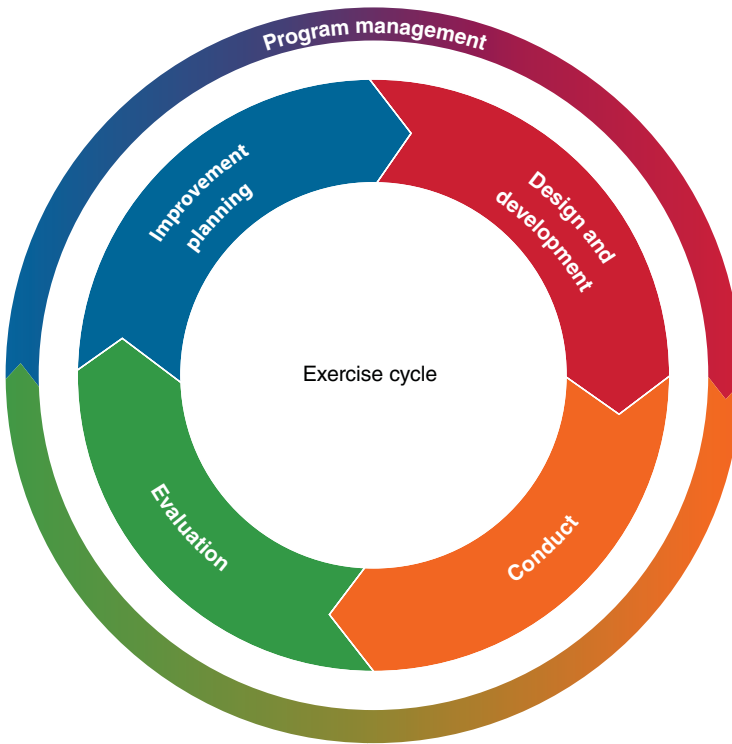 Program management
Improvement
planning
Design and
development
Exercise cycle
Evaluation
Conduct